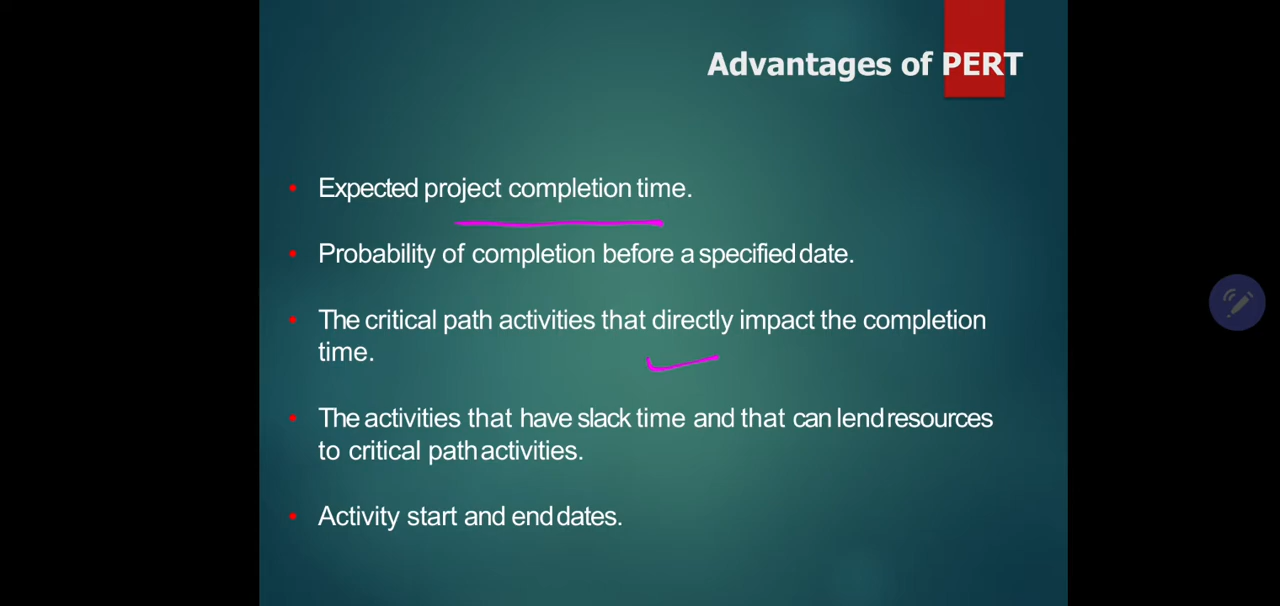 Advantages of PERT
• Expected project completion time.
• Probability of completion before a specified date.
• The critical path activities that directly impact the completion
time.
• The activities that have slack time and that can lend resources
to critical path activities.
• Activity start and end dates.